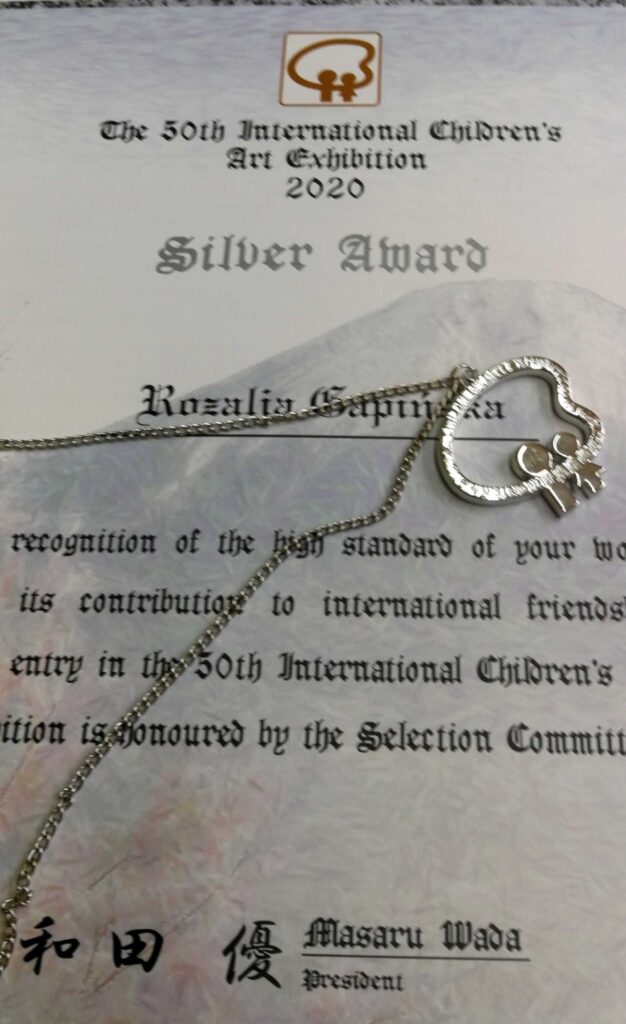 The 50th International Children's
Art Exhibition
2020
Silver Award
Rozalia Gapińska
recognition of the high standard of your
its contribution to international
entry in the 50th International Children's
is honoured by the Selection
和田 優 Masaru Wada
President